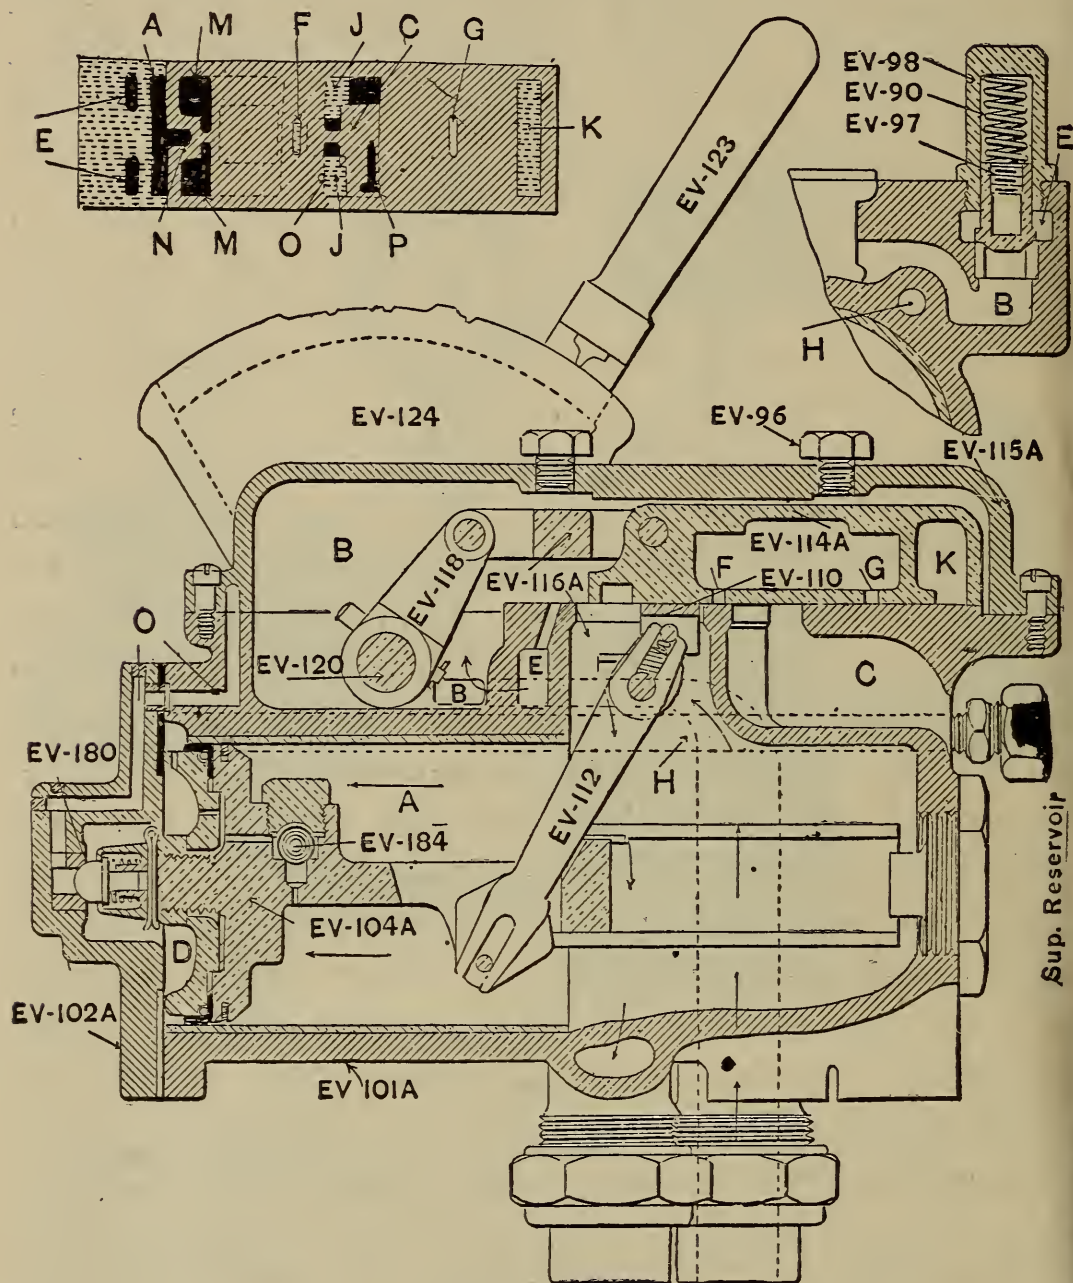 A M F J C G
E K
N M O J P
EV-98
EV-90
EV-97
E
B
H
EV-123
EV-124
EV-96
EV-115A
B
EV-118
EV-114A
K
F
EV-110
G
EV-116A
O
EV-120
B
E
C
EV-180
H
A
EV-112
EV-184
Sup. Reservoir
EV-104A
D
EV-102A
EV 101A